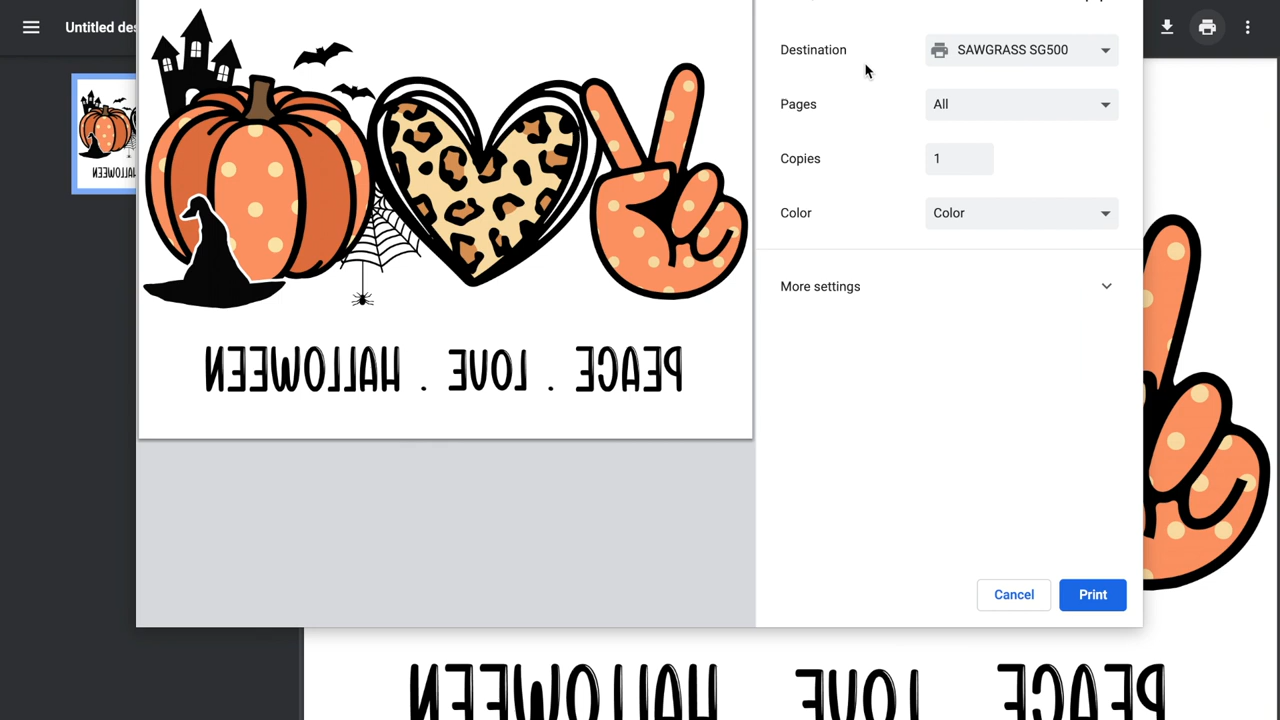 Untitled des
Destination
SAWGRASS SG500
Pages
All
Copies
1
Color
Color
More settings
Cancel
Print
PEACE . LOVE . HALLOWEEN
PEACE LOVE HALLOWEEN
HALLOWEEN